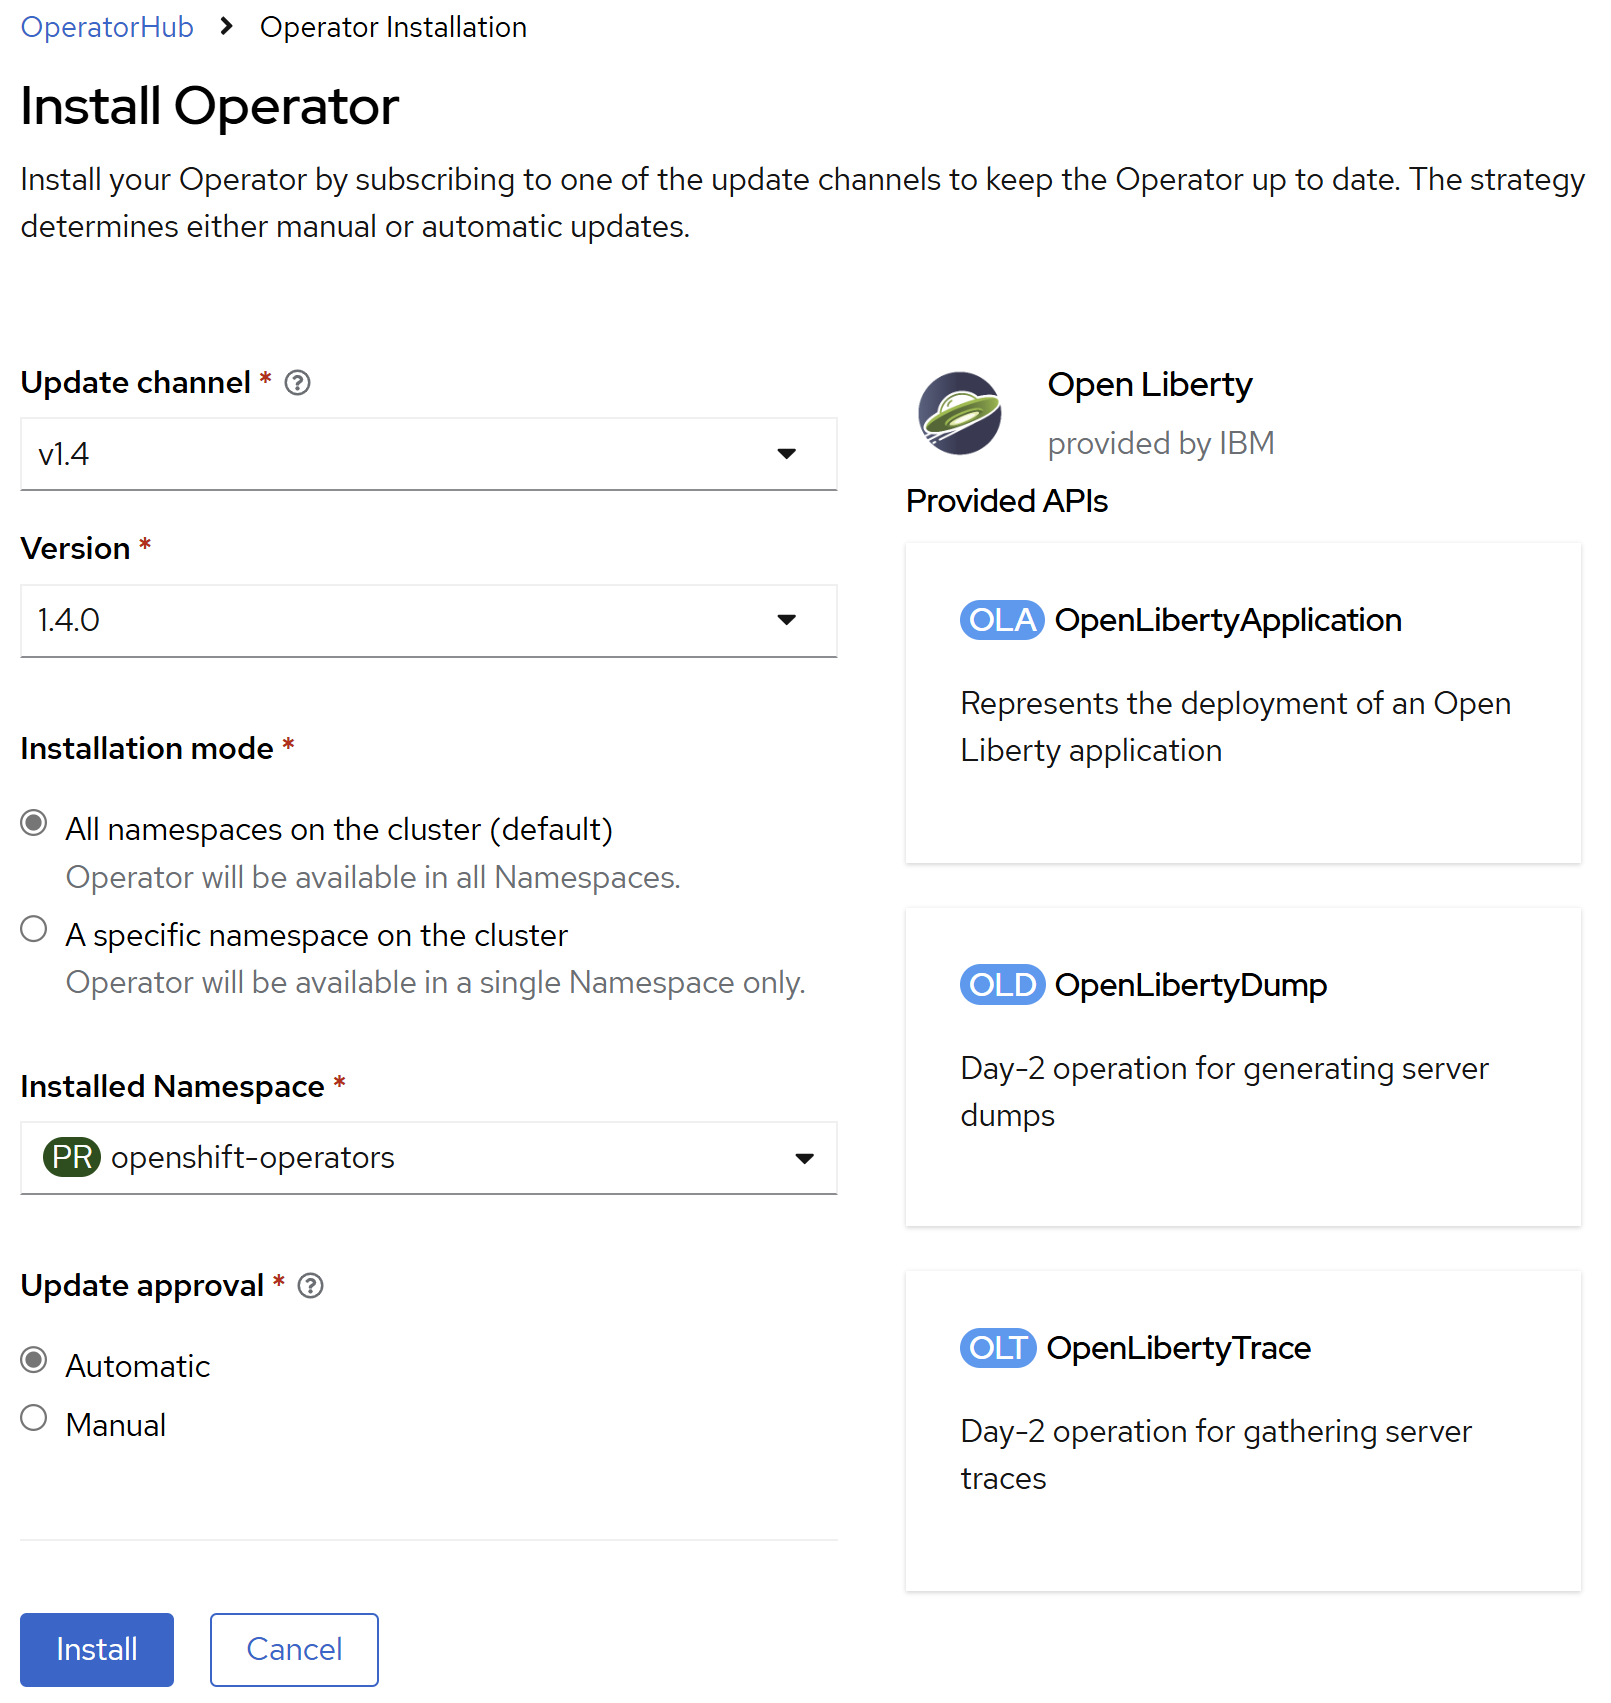 OperatorHub > Operator Installation
Install Operator
Install your Operator by subscribing to one of the update channels to keep the Operator up to date. The strategy
determines either manual or automatic updates.
Update channel *
v1.4
Version *
1.4.0
Installation mode *
All namespaces on the cluster (default)
Operator will be available in all Namespaces.
A specific namespace on the cluster
Operator will be available in a single Namespace only.
Installed Namespace *
PR openshift-operators
Update approval *
Automatic
Manual
Install Cancel
Open Liberty
provided by IBM
Provided APIs
OLA OpenLibertyApplication
Represents the deployment of an Open
Liberty application
OLD OpenLibertyDump
Day-2 operation for generating server
dumps
OLT OpenLibertyTrace
Day-2 operation for gathering server
traces